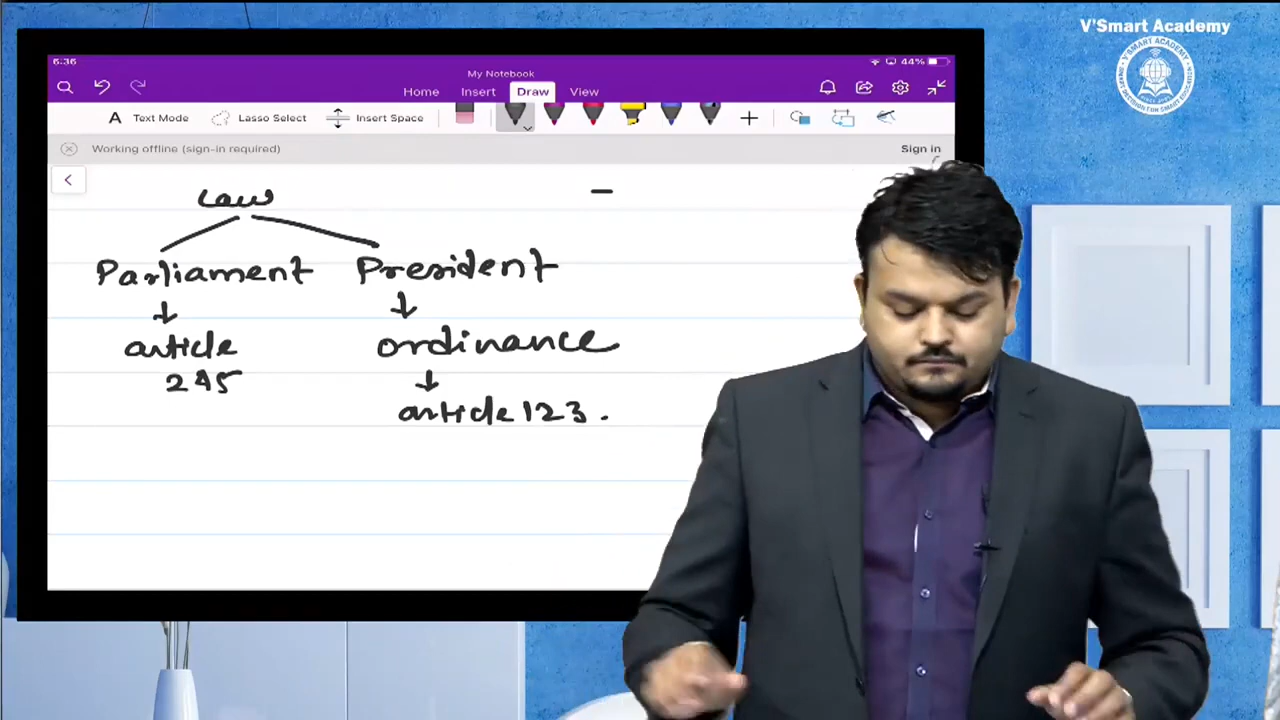 V'Smart Academy
6.36
44%
My Notebook
Home Insert Draw View
Text Mode Lasso Select Insert Space
Working offline (sign-in required) Sign in
Law
Parliament President
article ordinance
245 article 123.